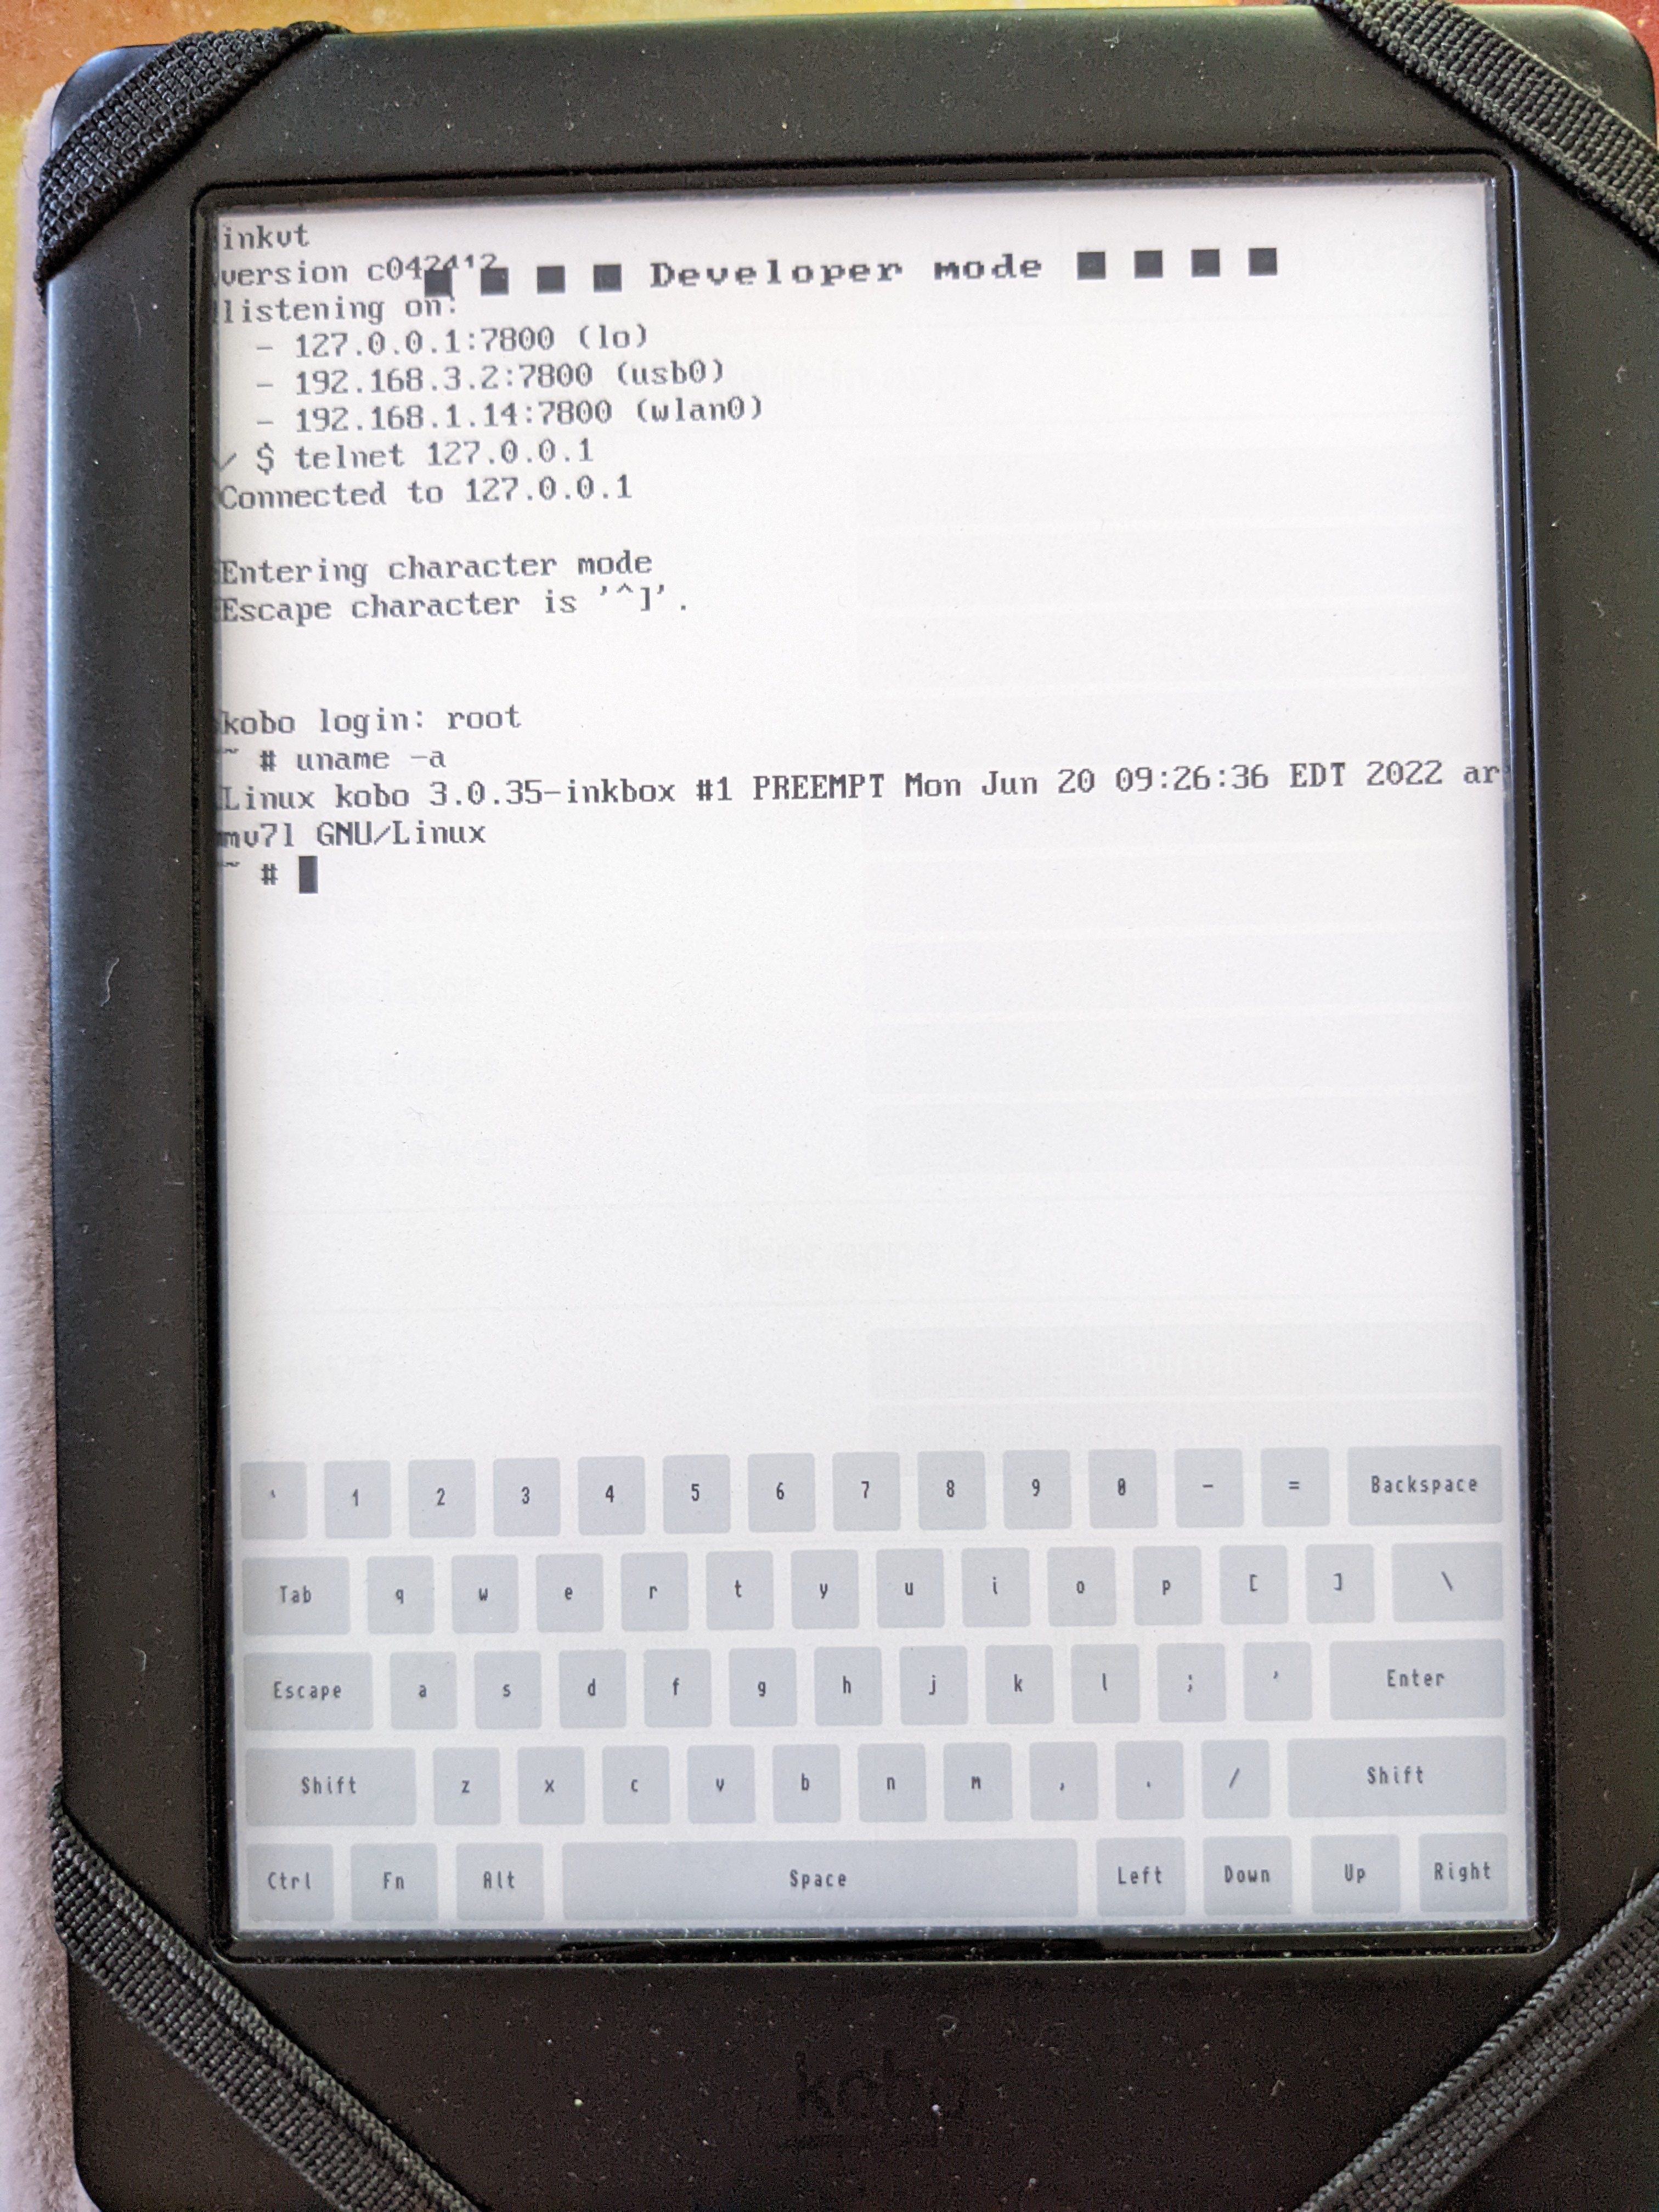 inkvt
version c042412
■ ■ ■ ■ Developer mode ■ ■ ■ ■
listening on:
- 127.0.0.1:7800 (lo)
- 192.168.3.2:7800 (usb0)
- 192.168.1.14:7800 (wlan0)
/ $ telnet 127.0.0.1
Connected to 127.0.0.1
Entering character mode
Escape character is '^]'.
kobo login: root
~ # uname -a
Linux kobo 3.0.35-inkbox #1 PREEMPT Mon Jun 20 09:26:36 EDT 2022 ar
mv7l GNU/Linux
~ #
` 1 2 3 4 5 6 7 8 9 0 - = Backspace
Tab q w e r t y u i o p [ ] \
Escape a s d f g h j k l ; ' Enter
Shift z x c v b n m , . / Shift
Ctrl Fn Alt Space Left Down Up Right
kobo